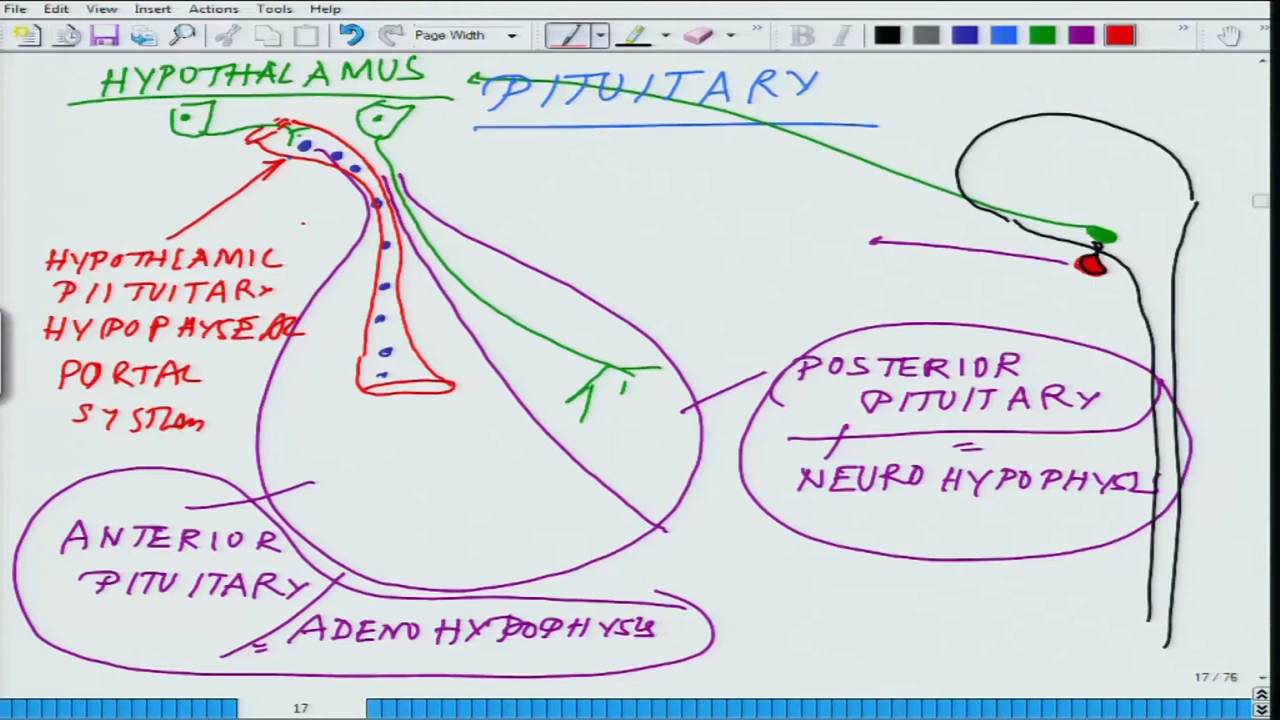 File Edit View Insert Actions Tools Help
Page Width
HYPOTHALAMUS
PITUITARY
HYPOTHLAMIC
PIITUITARY
HYPOPHYSEAL
PORTAL
SYSTEM
POSTERIOR
PITUITARY
=
NEURO HYPOPHYSIS
ANTERIOR
PITUITARY
= ADENO HYPOPHYSIS
17 / 76
17